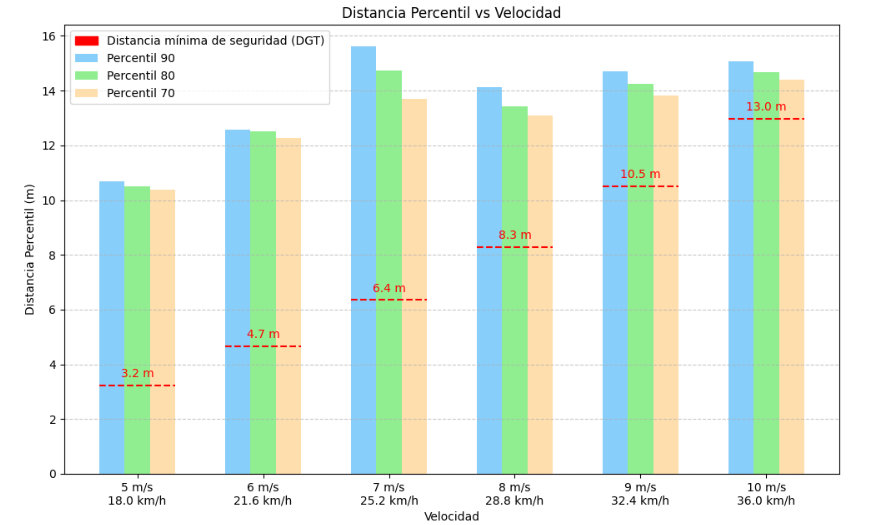 Distancia Percentil vs Velocidad
Distancia mínima de seguridad (DGT)
Percentil 90
Percentil 80
Percentil 70
Distancia Percentil (m)
16
14
12
10
8
6
4
2
0
3.2 m
4.7 m
6.4 m
8.3 m
10.5 m
13.0 m
5 m/s
18.0 km/h
6 m/s
21.6 km/h
7 m/s
25.2 km/h
8 m/s
28.8 km/h
9 m/s
32.4 km/h
10 m/s
36.0 km/h
Velocidad